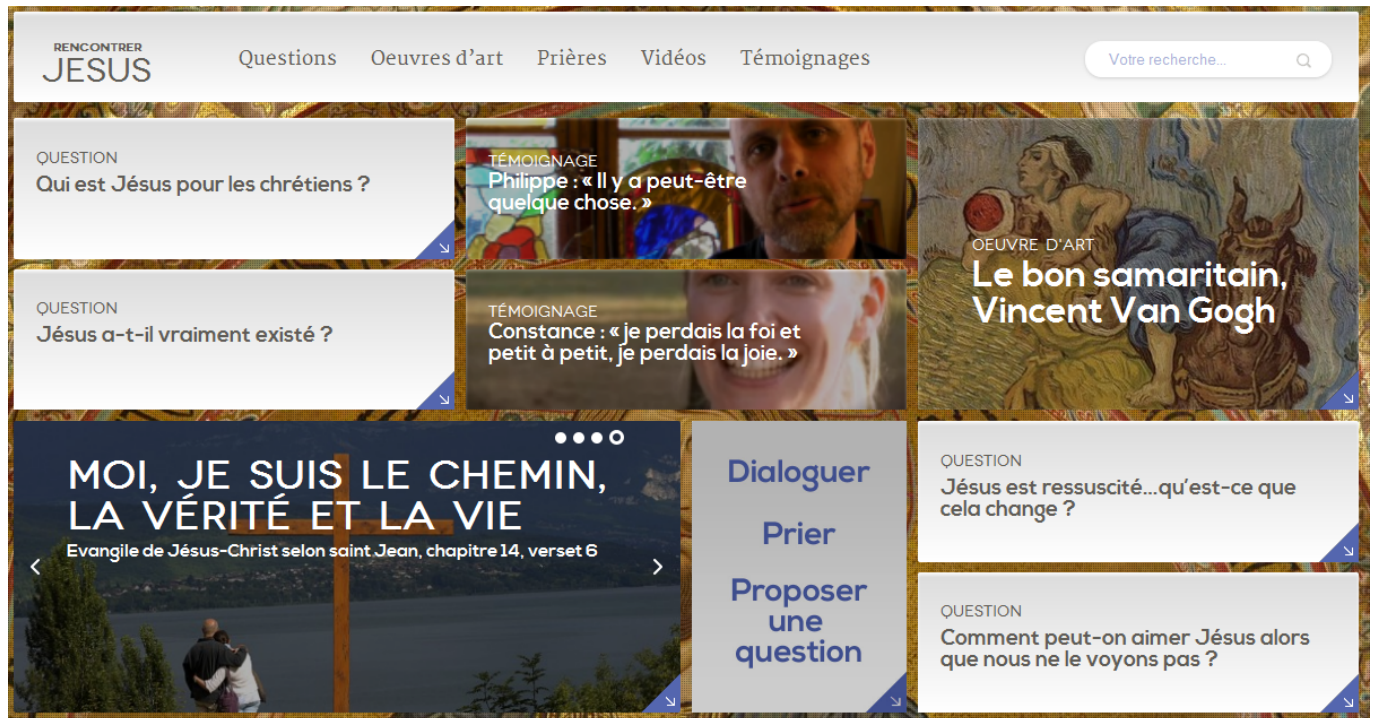 RENCONTRER
JESUS
Questions
Oeuvres d'art
Prières
Vidéos
Témoignages
Votre recherche...
QUESTION
Qui est Jésus pour les chrétiens ?
TÉMOIGNAGE
Philippe : « Il y a peut-être
quelque chose. »
OEUVRE D'ART
Le bon samaritain,
Vincent Van Gogh
QUESTION
Jésus a-t-il vraiment existé ?
TÉMOIGNAGE
Constance : « je perdais la foi et
petit à petit, je perdais la joie. »
MOI, JE SUIS LE CHEMIN,
LA VÉRITÉ ET LA VIE
Evangile de Jésus-Christ selon saint Jean, chapitre 14, verset 6
Dialoguer
Prier
Proposer
une
question
QUESTION
Jésus est ressuscité...qu'est-ce que
cela change ?
QUESTION
Comment peut-on aimer Jésus alors
que nous ne le voyons pas ?